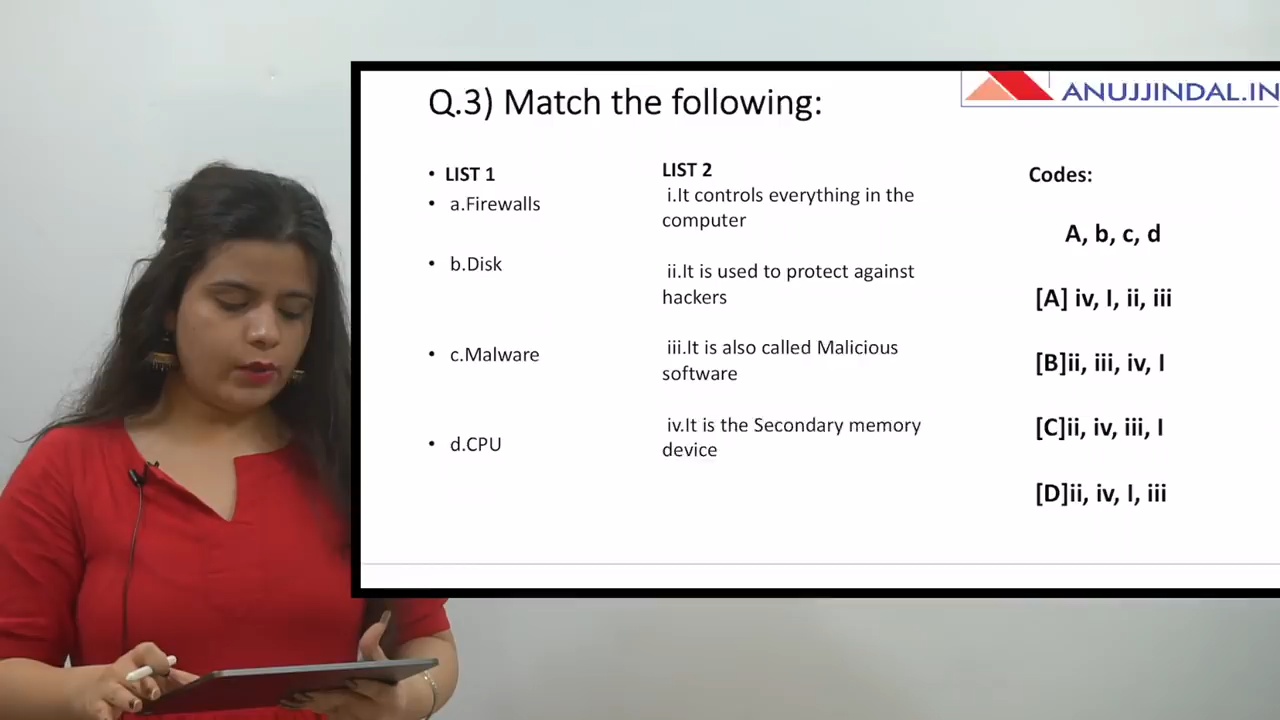 Q.3) Match the following:
ANUJJINDAL.IN
• LIST 1
• a.Firewalls
• b.Disk
• c.Malware
• d.CPU
LIST 2
i.It controls everything in the
computer
ii.It is used to protect against
hackers
iii.It is also called Malicious
software
iv.It is the Secondary memory
device
Codes:
A, b, c, d
[A] iv, I, ii, iii
[B]ii, iii, iv, I
[C]ii, iv, iii, I
[D]ii, iv, I, iii